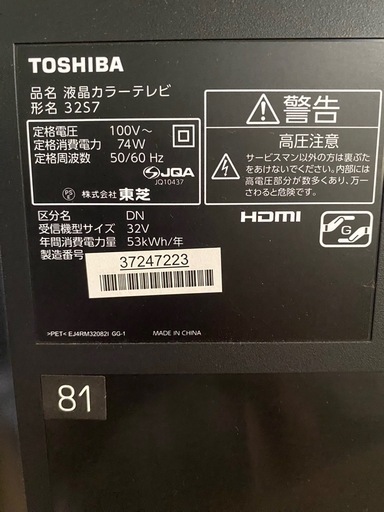 TOSHIBA
品名 液晶カラーテレビ
形名 32S7
定格電圧 100V～
定格消費電力 74W
定格周波数 50/60 Hz
JQA
JQ10437
PS E 株式会社 東芝
区分名 DN
受信機型サイズ 32V
年間消費電力量 53kWh/年
製造番号
37247223
>PET< EJ4RM32082I GG-1
MADE IN CHINA
警告
高圧注意
サービスマン以外の方は裏ぶた
をあけないでください。内部には
高電圧部分が数多くあり、万一
さわると危険です。
HDMI
G
81